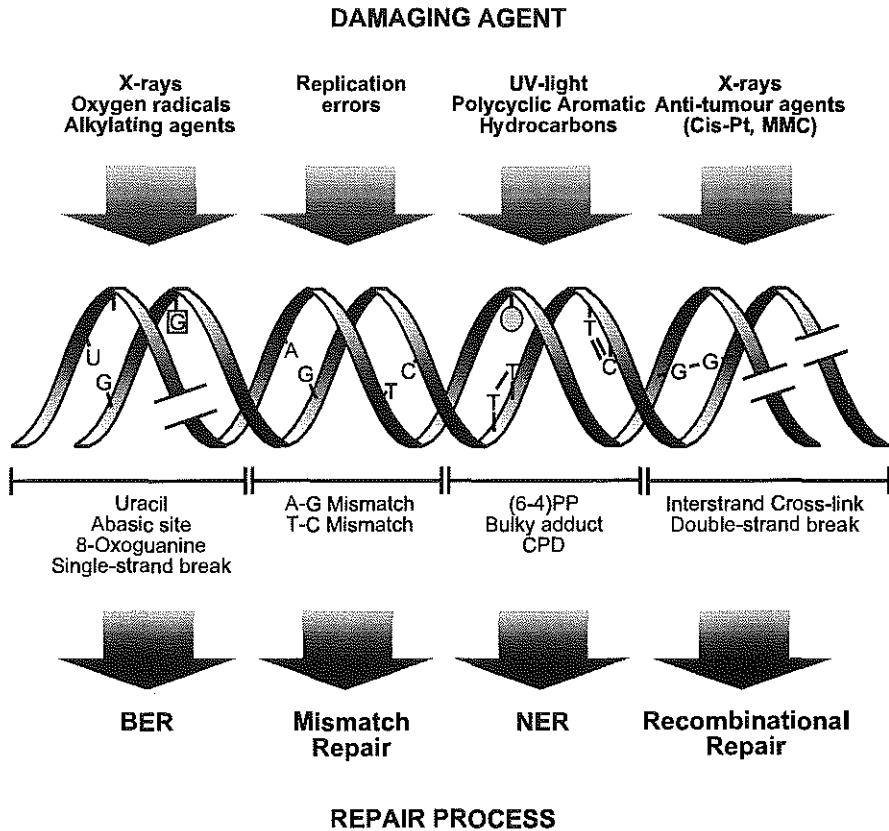 DAMAGING AGENT
X-rays
Oxygen radicals
Alkylating agents
Replication
errors
UV-light
Polycyclic Aromatic
Hydrocarbons
X-rays
Anti-tumour agents
(Cis-Pt, MMC)
U
G
G
A
G
T
C
T
T
T
C
G
G
Uracil
Abasic site
8-Oxoguanine
Single-strand break
A-G Mismatch
T-C Mismatch
(6-4)PP
Bulky adduct
CPD
Interstrand Cross-link
Double-strand break
BER
Mismatch
Repair
NER
Recombinational
Repair
REPAIR PROCESS